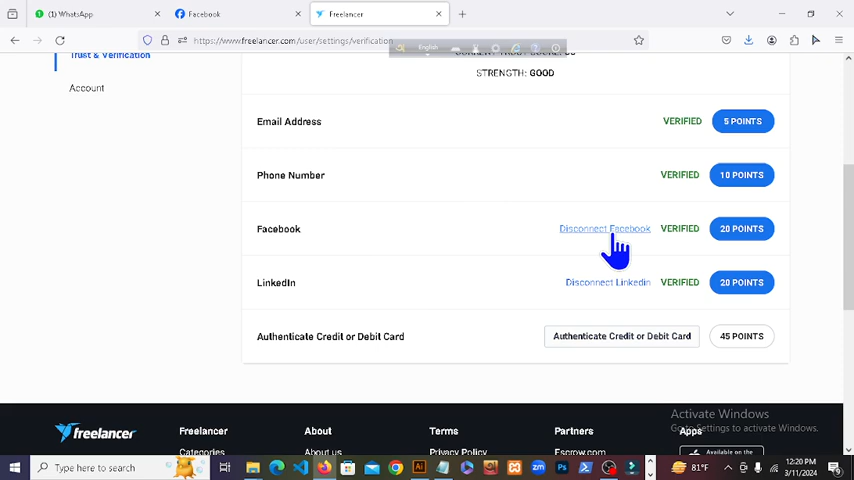 (1) WhatsApp
Facebook
Freelancer
https://www.freelancer.com/user/settings/verification
English
Trust & Verification
Account
STRENGTH: GOOD
Email Address VERIFIED 5 POINTS
Phone Number VERIFIED 10 POINTS
Facebook Disconnect Facebook VERIFIED 20 POINTS
LinkedIn Disconnect Linkedin VERIFIED 20 POINTS
Authenticate Credit or Debit Card Authenticate Credit or Debit Card 45 POINTS
Activate Windows
Go to Settings to activate Windows.
freelancer Freelancer About Terms Partners Apps
Categories About us Privacy Policy Escrow.com Available on the
Type here to search
81°F
12:20 PM
3/11/2024